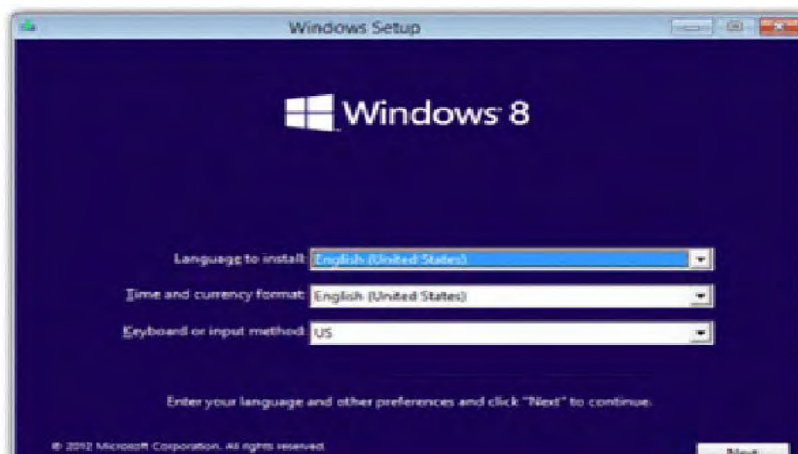 Windows Setup
Windows 8
Language to install: English (United States)
Time and currency format: English (United States)
Keyboard or input method: US
Enter your language and other preferences and click "Next" to continue.
© 2012 Microsoft Corporation. All rights reserved.
Next